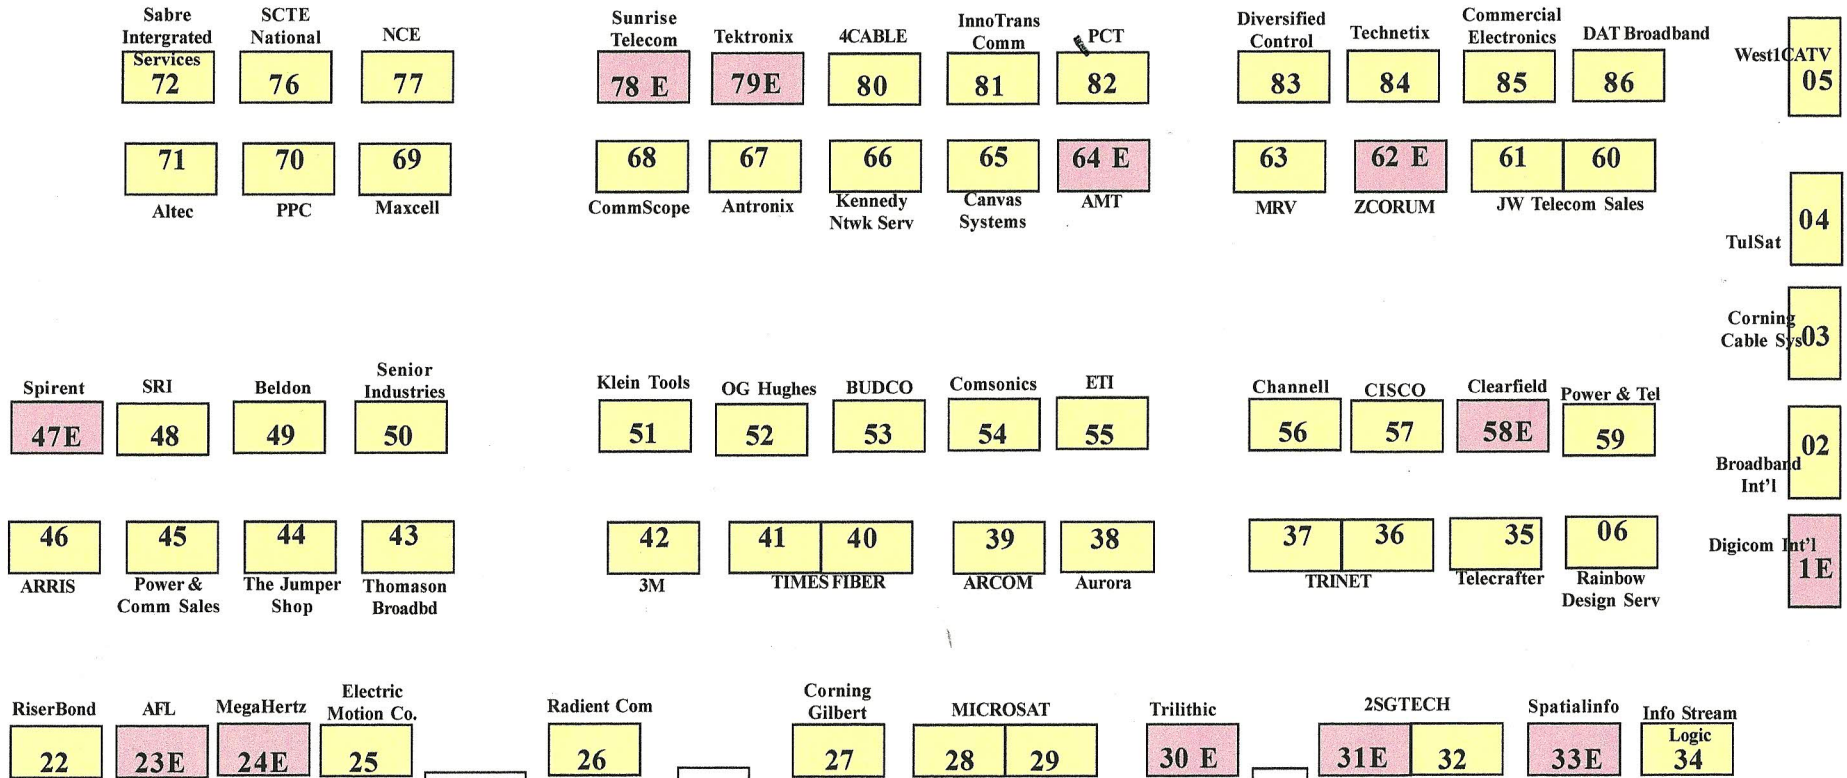 Sabre
Intergrated
Services
72
SCTE
National
76
NCE
77
Sunrise
Telecom
78 E
Tektronix
79E
4CABLE
80
InnoTrans
Comm
81
PCT
82
Diversified
Control
83
Technetix
84
Commercial
Electronics
85
DAT Broadband
86
West1CATV
05
71
Altec
70
PPC
69
Maxcell
68
CommScope
67
Antronix
66
Kennedy
Ntwk Serv
65
Canvas
Systems
64 E
AMT
63
MRV
62 E
ZCORUM
61 60
JW Telecom Sales
04
TulSat
Corning
Cable Sys
03
Spirent
47E
SRI
48
Beldon
49
Senior
Industries
50
Klein Tools
51
OG Hughes
52
BUDCO
53
Comsonics
54
ETI
55
Channell
56
CISCO
57
Clearfield
58E
Power & Tel
59
02
Broadband
Int'l
46
ARRIS
45
Power &
Comm Sales
44
The Jumper
Shop
43
Thomason
Broadbd
42
3M
41 40
TIMES FIBER
39
ARCOM
38
Aurora
37 36
TRINET
35
Telecrafter
06
Rainbow
Design Serv
Digicom Int'l
1E
RiserBond
22
AFL
23E
MegaHertz
24E
Electric
Motion Co.
25
Radient Com
26
Corning
Gilbert
27
MICROSAT
28 29
Trilithic
30 E
2SGTECH
31E 32
Spatialinfo
33E
Info Stream
Logic
34